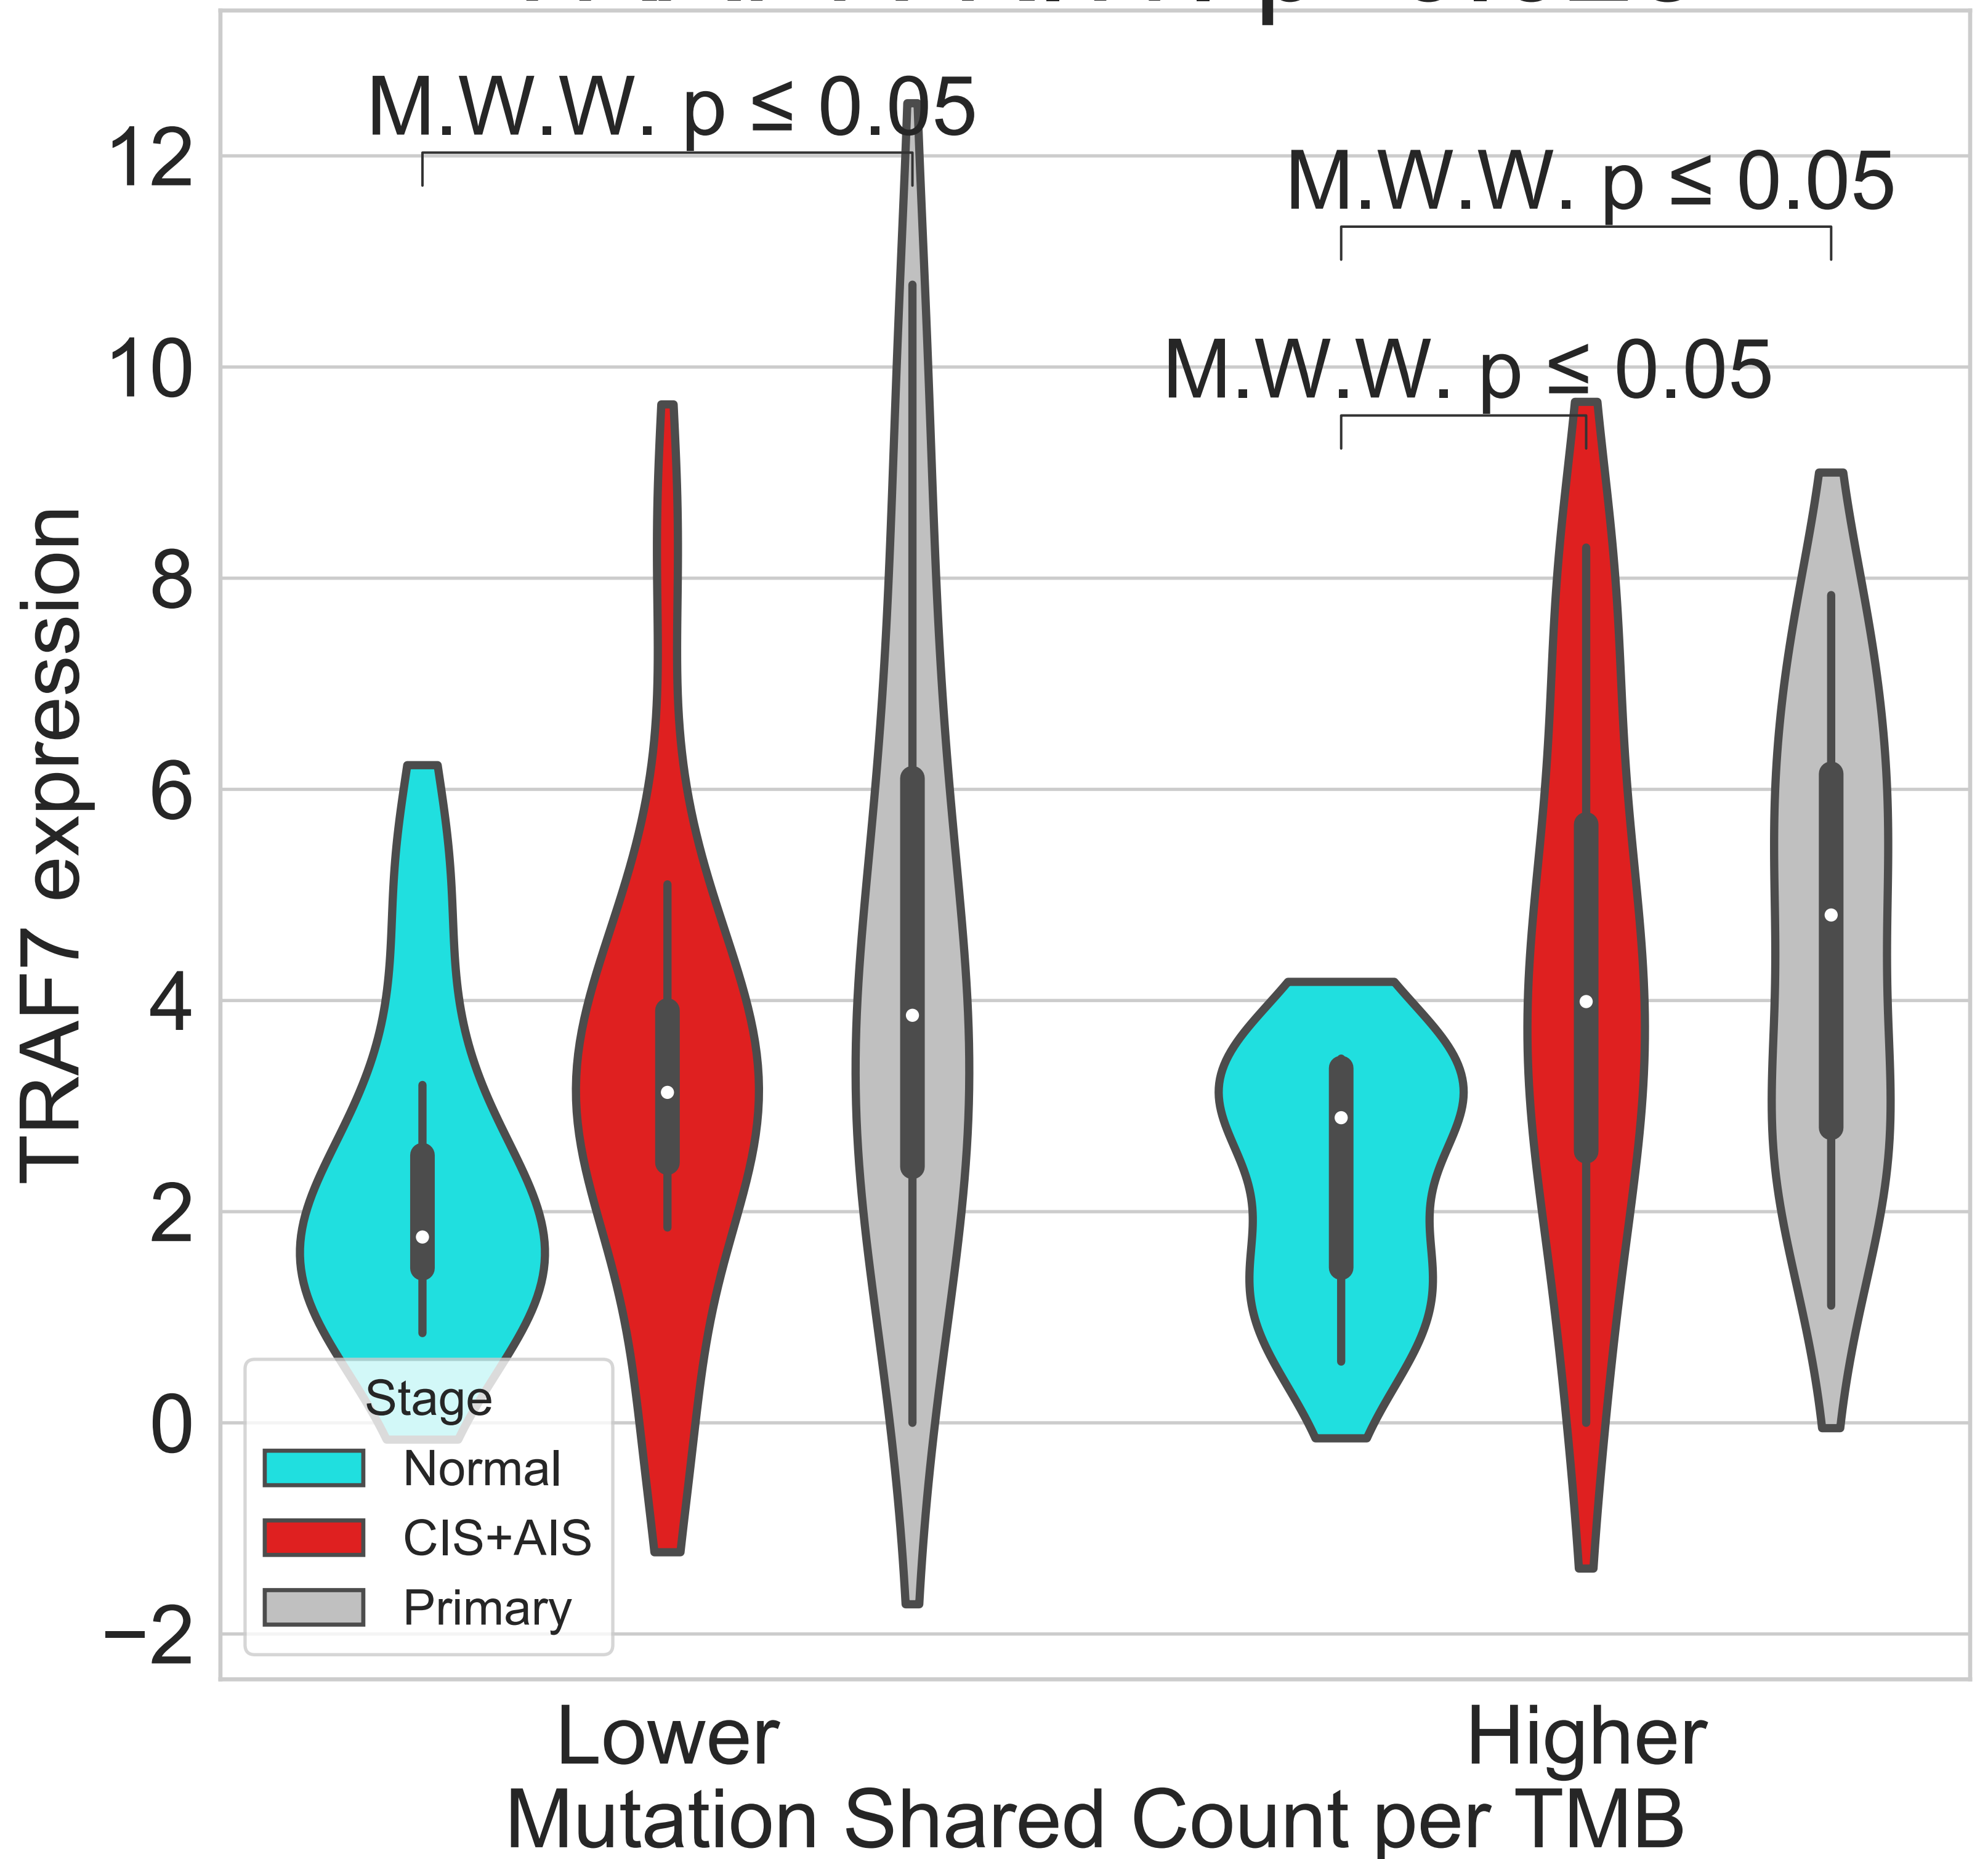 M.W.W. p ≤ 0.05
M.W.W. p ≤ 0.05
M.W.W. p ≤ 0.05
12
10
8
6
4
2
0
−2
TRAF7 expression
Stage
Normal
CIS+AIS
Primary
Lower
Higher
Mutation Shared Count per TMB